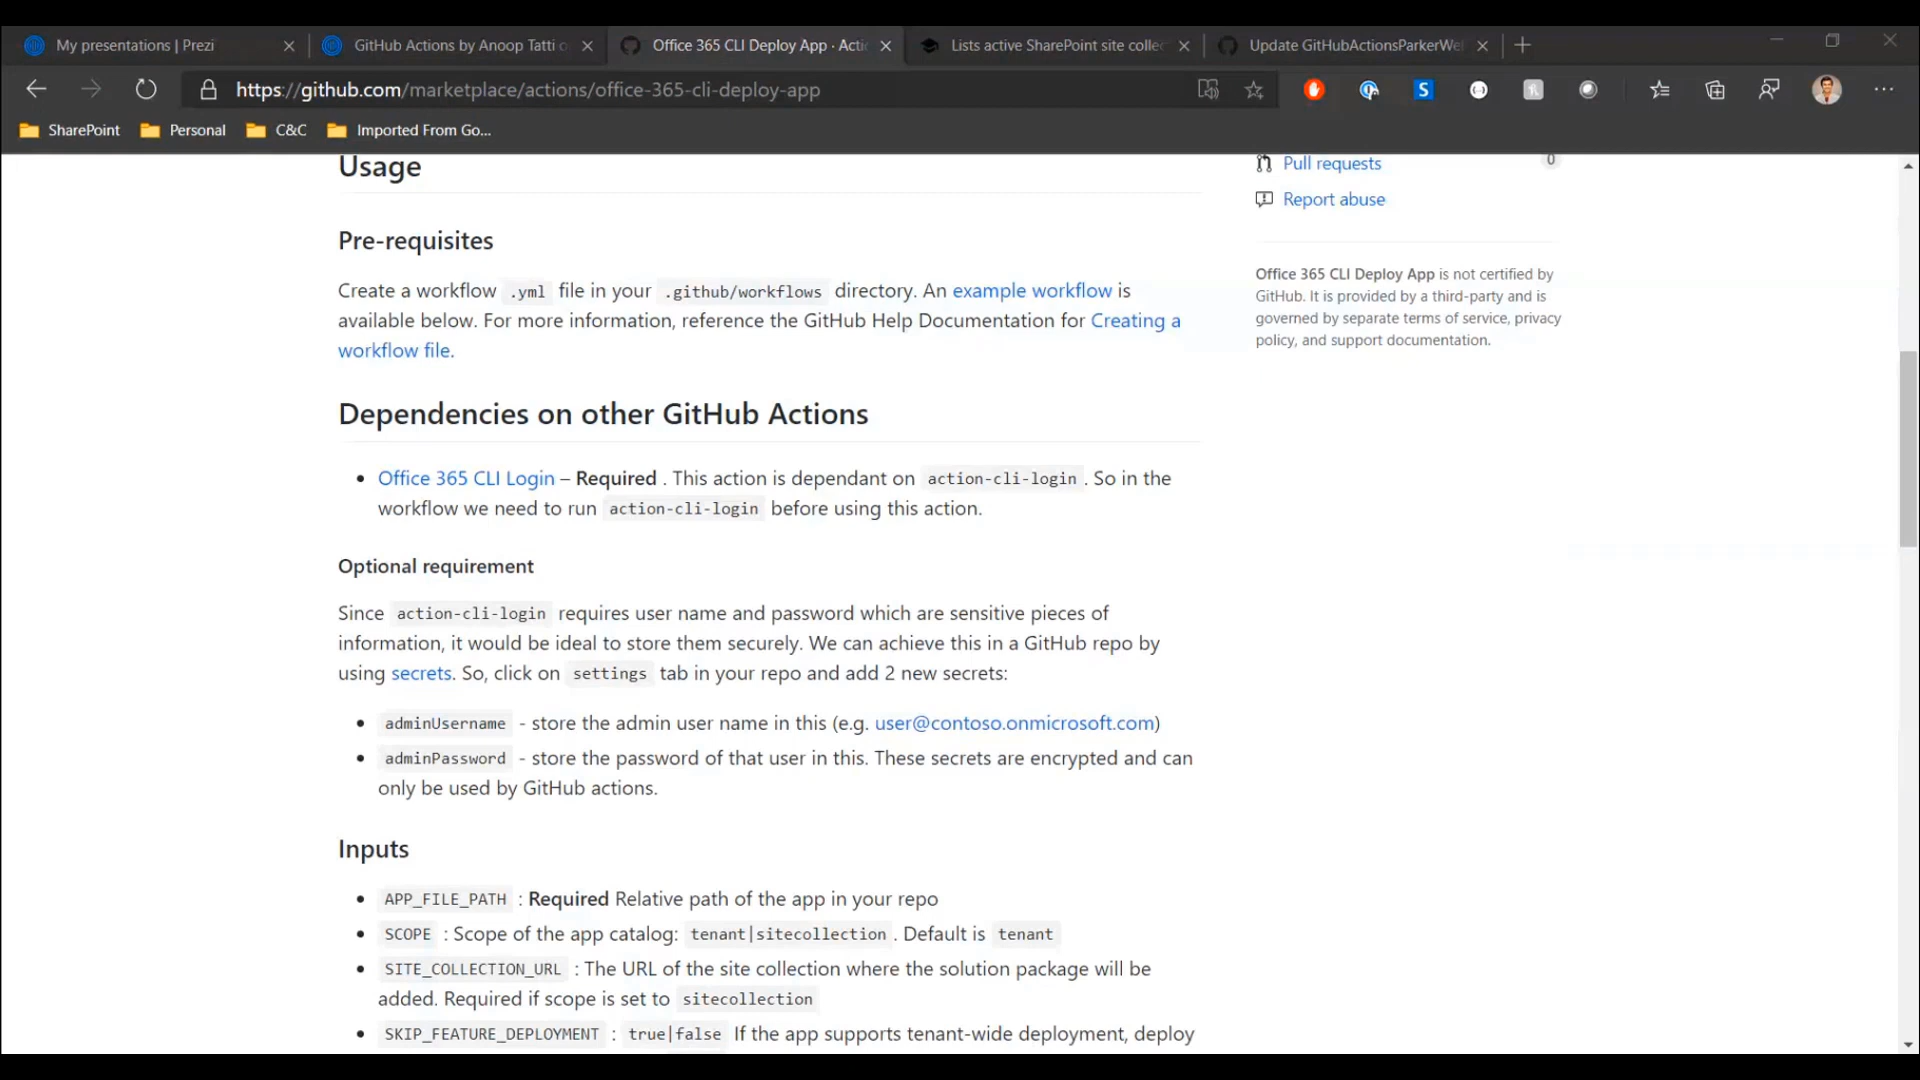 My presentations | Prezi
GitHub Actions by Anoop Tatti o
Office 365 CLI Deploy App · Actio
Lists active SharePoint site collec
Update GitHubActionsParkerWe
https://github.com/marketplace/actions/office-365-cli-deploy-app
SharePoint
Personal
C&C
Imported From Go...
Usage
Pull requests 0
Report abuse
Pre-requisites
Create a workflow .yml file in your .github/workflows directory. An example workflow is
available below. For more information, reference the GitHub Help Documentation for Creating a
workflow file.
Office 365 CLI Deploy App is not certified by
GitHub. It is provided by a third-party and is
governed by separate terms of service, privacy
policy, and support documentation.
Dependencies on other GitHub Actions
• Office 365 CLI Login – Required . This action is dependant on action-cli-login . So in the
workflow we need to run action-cli-login before using this action.
Optional requirement
Since action-cli-login requires user name and password which are sensitive pieces of
information, it would be ideal to store them securely. We can achieve this in a GitHub repo by
using secrets. So, click on settings tab in your repo and add 2 new secrets:
• adminUsername - store the admin user name in this (e.g. user@contoso.onmicrosoft.com)
• adminPassword - store the password of that user in this. These secrets are encrypted and can
only be used by GitHub actions.
Inputs
• APP_FILE_PATH : Required Relative path of the app in your repo
• SCOPE : Scope of the app catalog: tenant|sitecollection . Default is tenant
• SITE_COLLECTION_URL : The URL of the site collection where the solution package will be
added. Required if scope is set to sitecollection
• SKIP_FEATURE_DEPLOYMENT : true|false If the app supports tenant-wide deployment, deploy